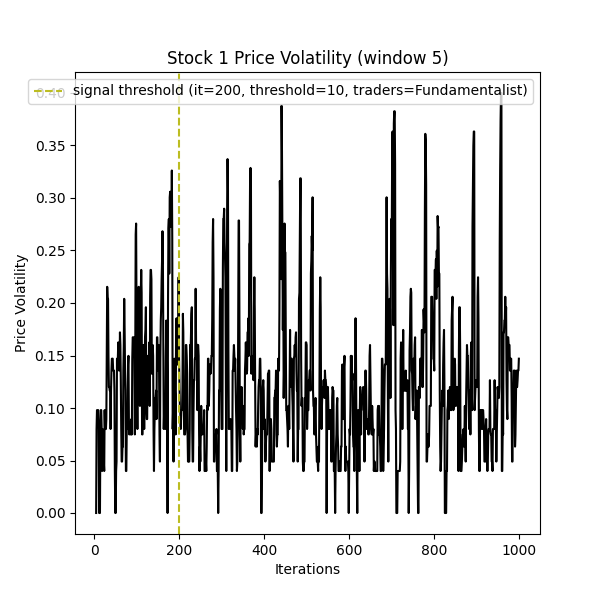 Stock 1 Price Volatility (window 5)
signal threshold (it=200, threshold=10, traders=Fundamentalist)
0.40
0.35
0.30
0.25
0.20
0.15
0.10
0.05
0.00
Price Volatility
0 200 400 600 800 1000
Iterations